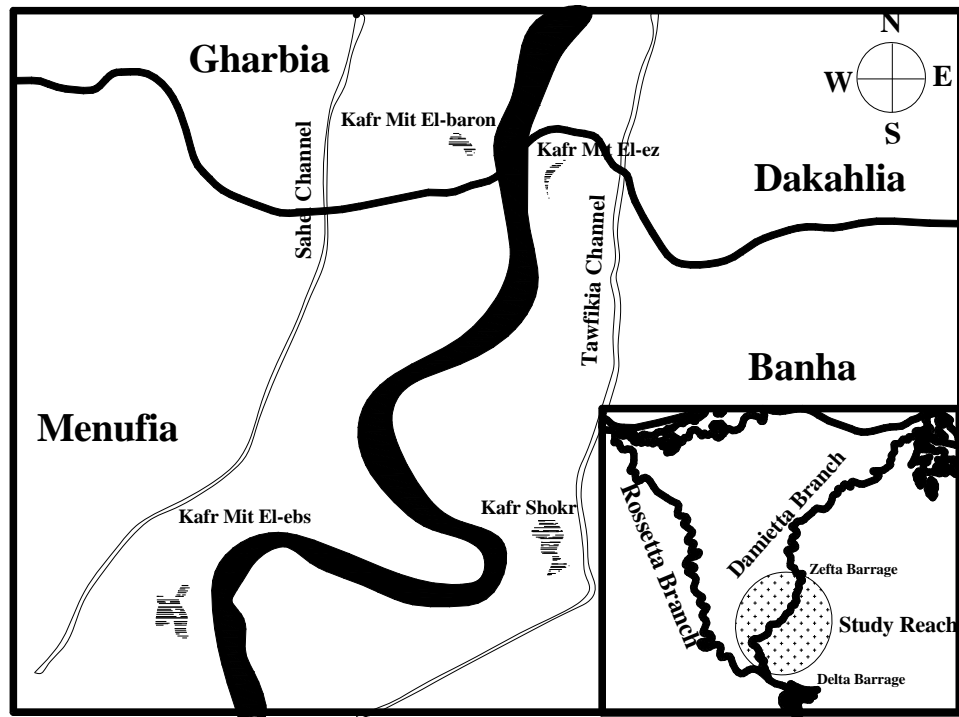 N
Gharbia
W
E
Kafr Mit El-baron
S
Kafr Mit El-ez
Dakahlia
Sahel Channel
Tawfikia Channel
Banha
Menufia
Kafr Shokr
Kafr Mit El-ebs
Rossetta Branch
Damietta Branch
Zefta Barrage
Study Reach
Delta Barrage